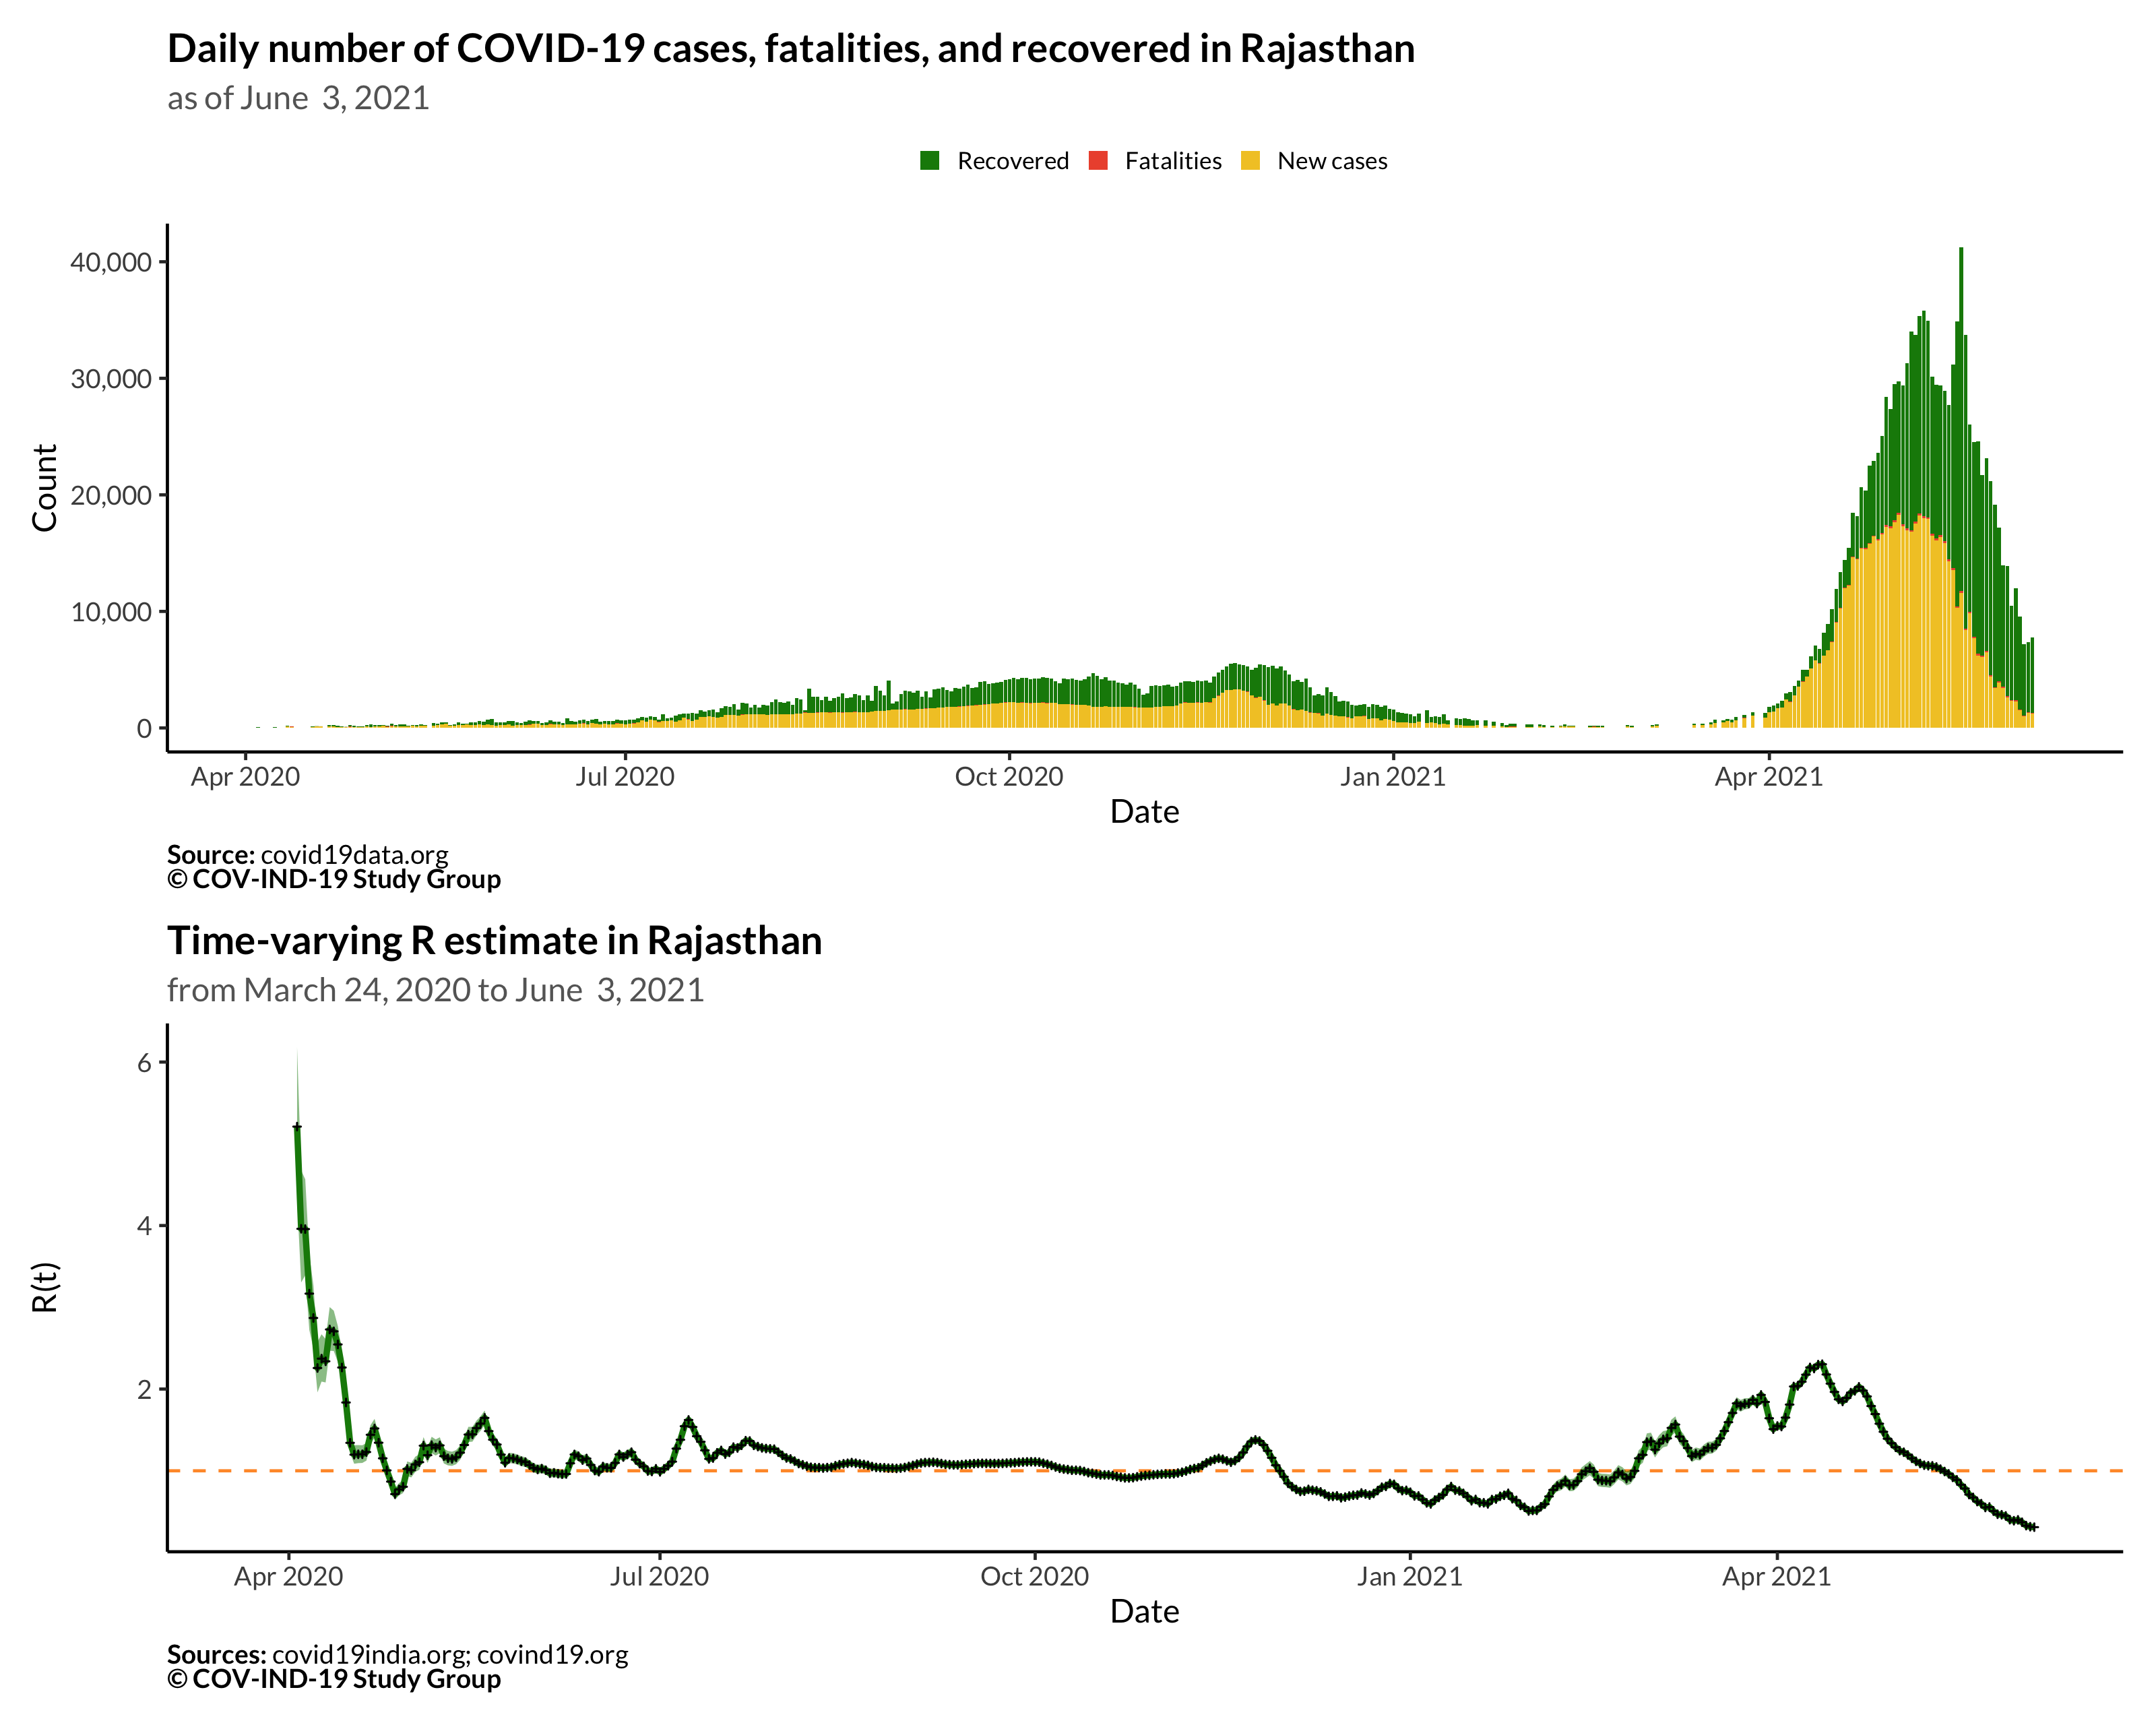 Daily number of COVID-19 cases, fatalities, and recovered in Rajasthan
as of June  3, 2021
Recovered Fatalities New cases
40,000
30,000
20,000
10,000
0
Count
Apr 2020 Jul 2020 Oct 2020 Jan 2021 Apr 2021
Date
Source: covid19data.org
© COV-IND-19 Study Group
Time-varying R estimate in Rajasthan
from March 24, 2020 to June  3, 2021
6
4
2
R(t)
Apr 2020 Jul 2020 Oct 2020 Jan 2021 Apr 2021
Date
Sources: covid19india.org; covind19.org
© COV-IND-19 Study Group